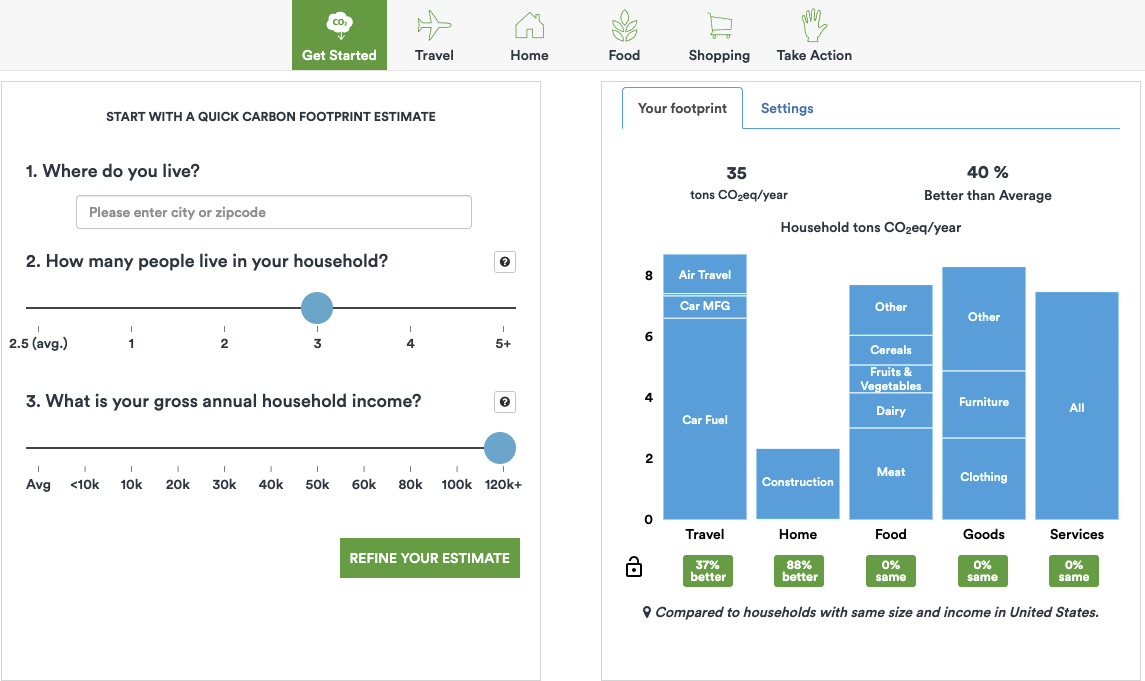 CO₂
Get Started
Travel
Home
Food
Shopping
Take Action
START WITH A QUICK CARBON FOOTPRINT ESTIMATE
1. Where do you live?
Please enter city or zipcode
2. How many people live in your household?
?
2.5 (avg.) 1 2 3 4 5+
3. What is your gross annual household income?
?
Avg <10k 10k 20k 30k 40k 50k 60k 80k 100k 120k+
REFINE YOUR ESTIMATE
Your footprint
Settings
35
tons CO₂eq/year
40 %
Better than Average
Household tons CO₂eq/year
8
6
4
2
0
Air Travel
Car MFG
Car Fuel
Construction
Other
Cereals
Fruits &
Vegetables
Dairy
Meat
Other
Furniture
Clothing
All
Travel
Home
Food
Goods
Services
37%
better
88%
better
0%
same
0%
same
0%
same
Compared to households with same size and income in United States.